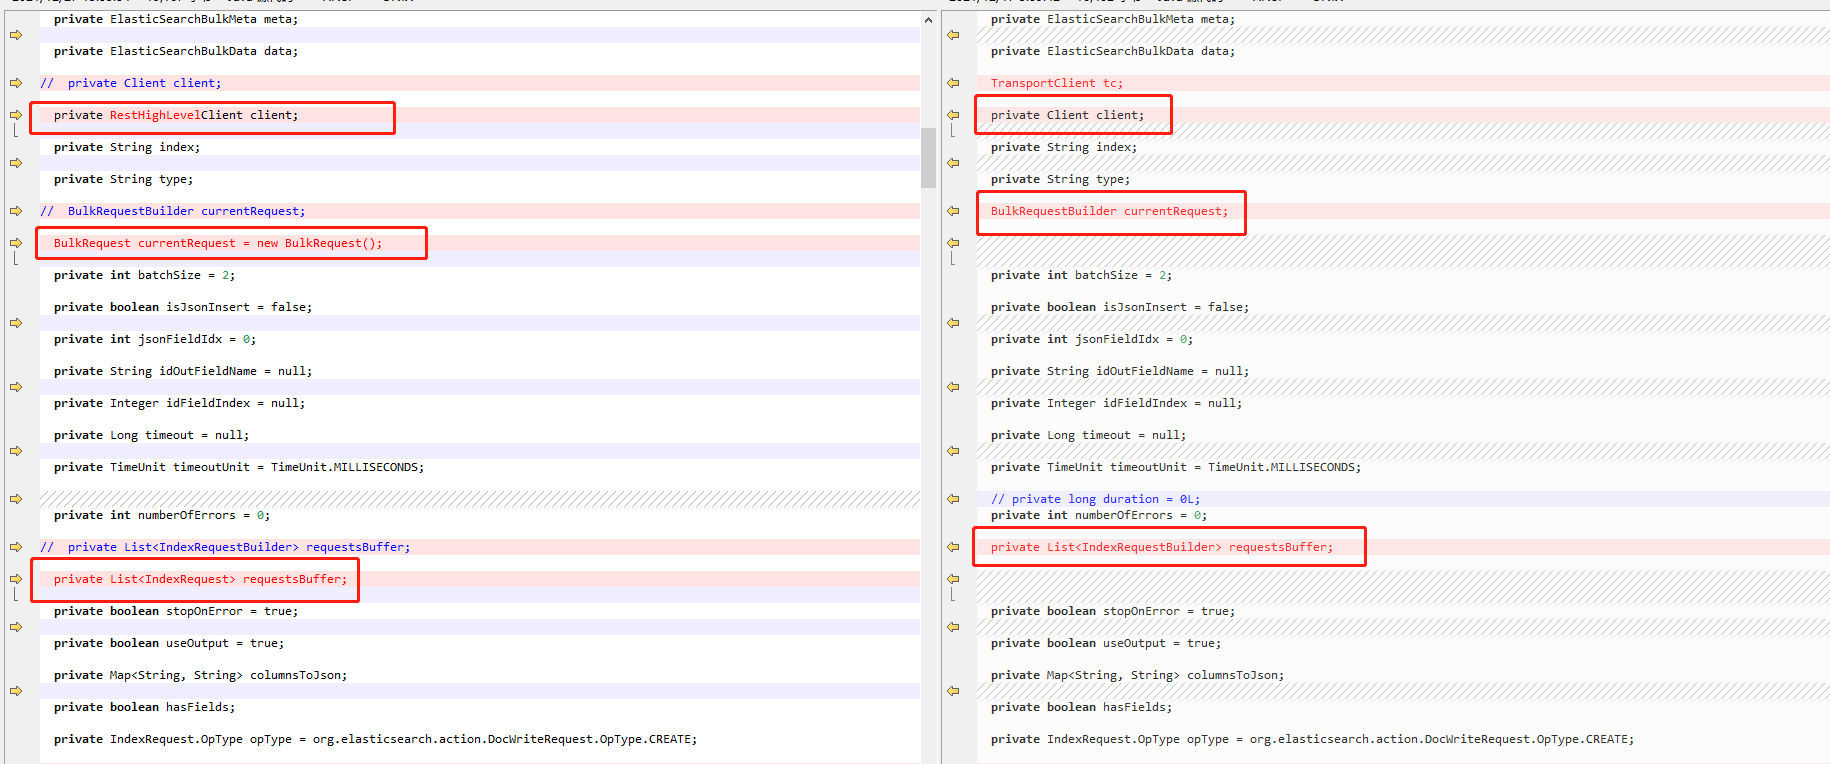 private ElasticSearchBulkMeta meta;
private ElasticSearchBulkData data;
//  private Client client;
private RestHighLevelClient client;
private String index;
private String type;
//  BulkRequestBuilder currentRequest;
BulkRequest currentRequest = new BulkRequest();
private int batchSize = 2;
private boolean isJsonInsert = false;
private int jsonFieldIdx = 0;
private String idOutFieldName = null;
private Integer idFieldIndex = null;
private Long timeout = null;
private TimeUnit timeoutUnit = TimeUnit.MILLISECONDS;
private int numberOfErrors = 0;
//  private List<IndexRequestBuilder> requestsBuffer;
private List<IndexRequest> requestsBuffer;
private boolean stopOnError = true;
private boolean useOutput = true;
private Map<String, String> columnsToJson;
private boolean hasFields;
private IndexRequest.OpType opType = org.elasticsearch.action.DocWriteRequest.OpType.CREATE;
private ElasticSearchBulkMeta meta;
private ElasticSearchBulkData data;
TransportClient tc;
private Client client;
private String index;
private String type;
BulkRequestBuilder currentRequest;
private int batchSize = 2;
private boolean isJsonInsert = false;
private int jsonFieldIdx = 0;
private String idOutFieldName = null;
private Integer idFieldIndex = null;
private Long timeout = null;
private TimeUnit timeoutUnit = TimeUnit.MILLISECONDS;
// private long duration = 0L;
private int numberOfErrors = 0;
private List<IndexRequestBuilder> requestsBuffer;
private boolean stopOnError = true;
private boolean useOutput = true;
private Map<String, String> columnsToJson;
private boolean hasFields;
private IndexRequest.OpType opType = org.elasticsearch.action.DocWriteRequest.OpType.CREATE;